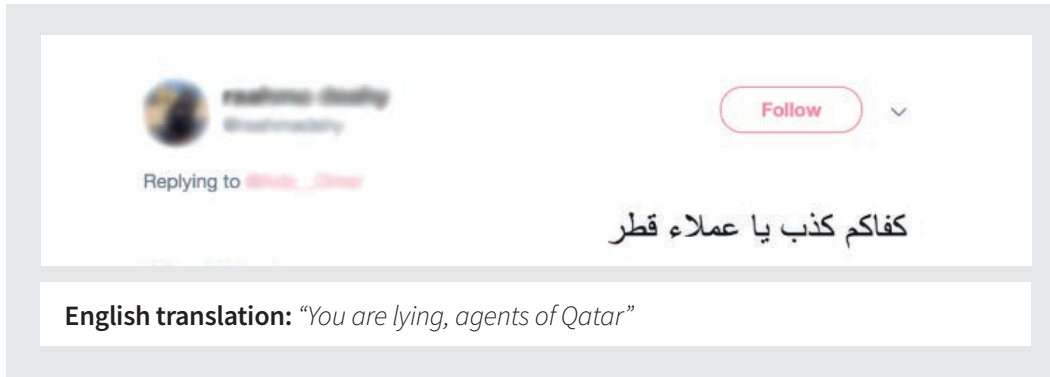 Follow
Replying to
كفاكم كذب يا عملاء قطر
English translation: “You are lying, agents of Qatar”